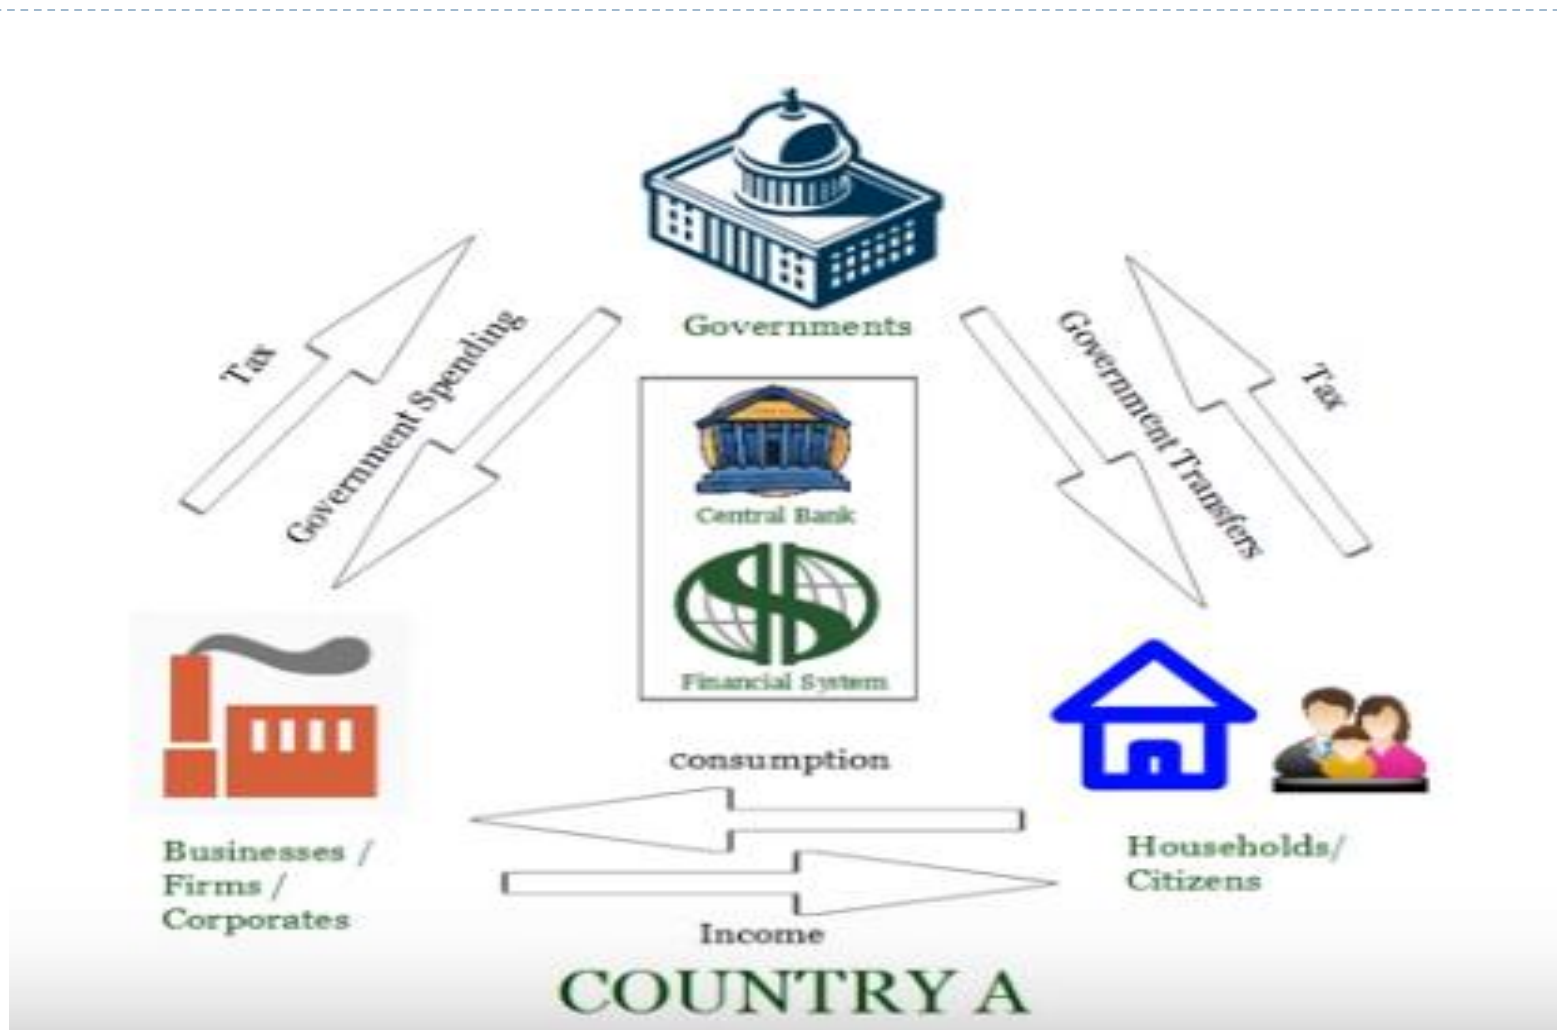 Governments
Tax
Government Spending
Government Transfers
Tax
Central Bank
Financial System
Consumption
Businesses /
Firms /
Corporates
Households/
Citizens
Income
COUNTRY A